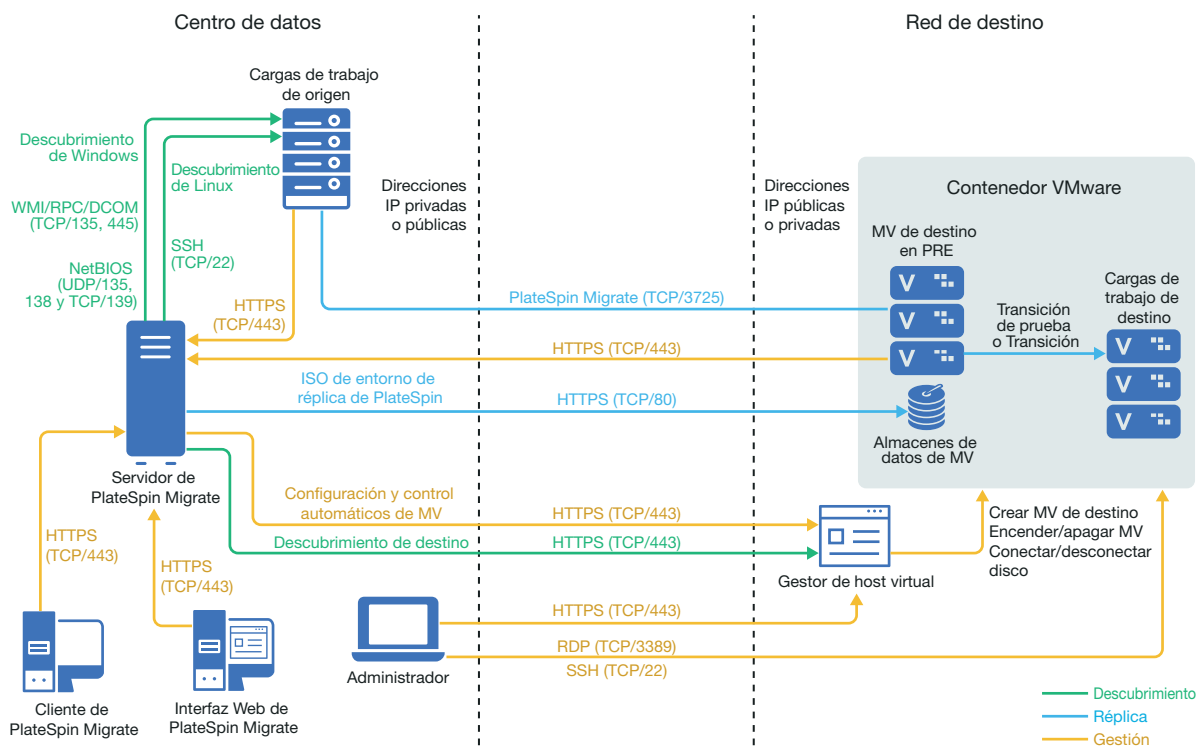 Centro de datos
Red de destino
Cargas de trabajo
de origen
Descubrimiento
de Windows
Descubrimiento
de Linux
WMI/RPC/DCOM
(TCP/135, 445)
SSH
(TCP/22)
NetBIOS
(UDP/135,
138 y TCP/139)
HTTPS
(TCP/443)
Direcciones
IP privadas
o públicas
Direcciones
IP públicas
o privadas
Contenedor VMware
MV de destino
en PRE
Cargas de
trabajo de
destino
Transición
de prueba
o Transición
PlateSpin Migrate (TCP/3725)
HTTPS (TCP/443)
ISO de entorno de
réplica de PlateSpin
HTTPS (TCP/80)
V
V
V
V
V
V
Almacenes de
datos de MV
Servidor de
PlateSpin Migrate
Configuración y control
automáticos de MV
HTTPS (TCP/443)
Descubrimiento de destino
HTTPS (TCP/443)
Gestor de host virtual
Crear MV de destino
Encender/apagar MV
Conectar/desconectar
disco
HTTPS
(TCP/443)
HTTPS
(TCP/443)
HTTPS (TCP/443)
RDP (TCP/3389)
SSH (TCP/22)
Administrador
Cliente de
PlateSpin Migrate
Interfaz Web de
PlateSpin Migrate
Descubrimiento
Réplica
Gestión